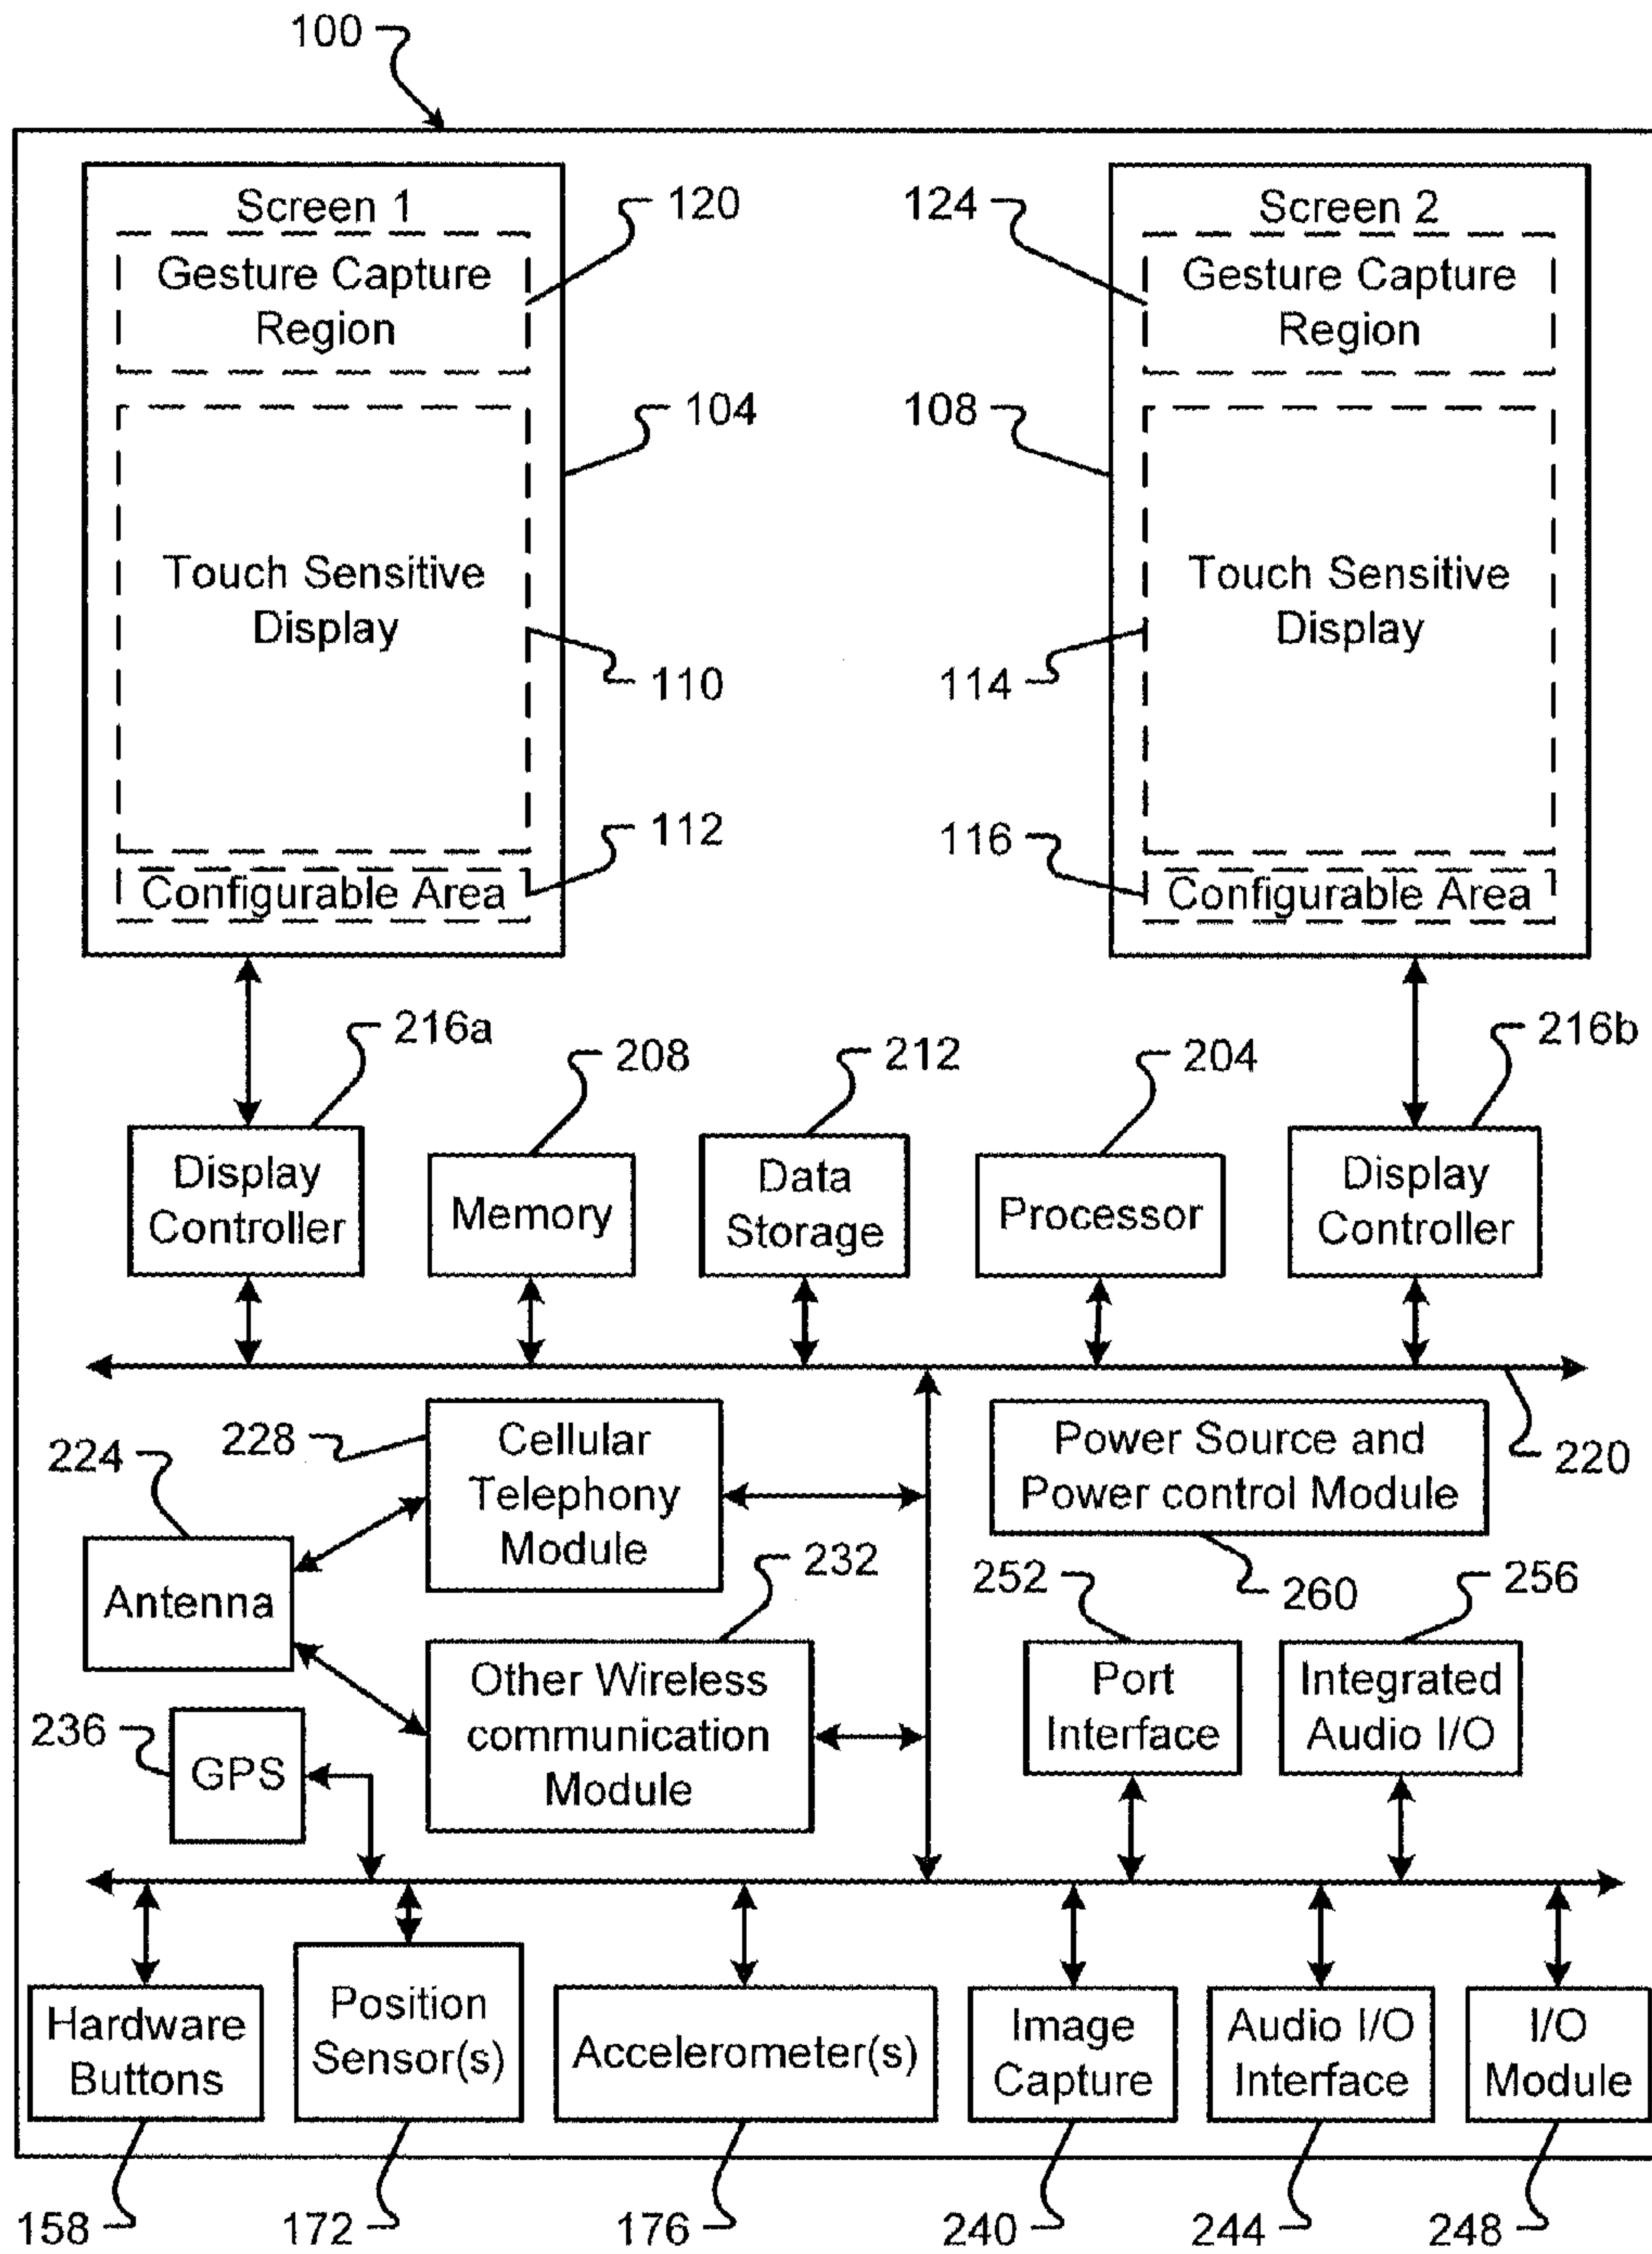 100
Screen 1
Gesture Capture
Region
120
Touch Sensitive
Display
104
110
Configurable Area
112
Screen 2
124
Gesture Capture
Region
108
Touch Sensitive
Display
114
116
Configurable Area
216a
208
212
204
216b
Display
Controller
Memory
Data
Storage
Processor
Display
Controller
220
228
Cellular
Telephony
Module
Power Source and
Power control Module
260
224
Antenna
232
Other Wireless
communication
Module
252
Port
Interface
256
Integrated
Audio I/O
236
GPS
Hardware
Buttons
Position
Sensor(s)
Accelerometer(s)
Image
Capture
Audio I/O
Interface
I/O
Module
158
172
176
240
244
248